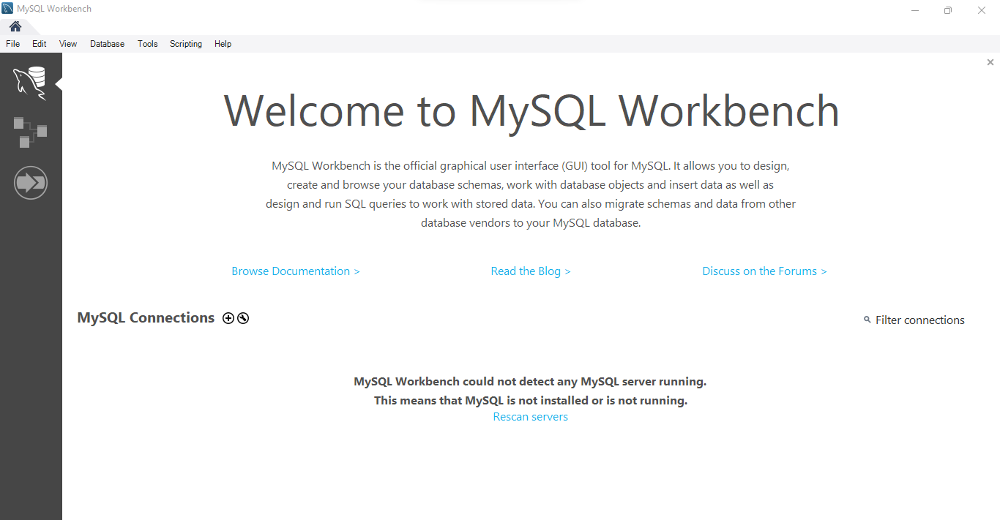 MySQL Workbench
File Edit View Database Tools Scripting Help
Welcome to MySQL Workbench
MySQL Workbench is the official graphical user interface (GUI) tool for MySQL. It allows you to design,
create and browse your database schemas, work with database objects and insert data as well as
design and run SQL queries to work with stored data. You can also migrate schemas and data from other
database vendors to your MySQL database.
Browse Documentation > Read the Blog > Discuss on the Forums >
MySQL Connections Filter connections
MySQL Workbench could not detect any MySQL server running.
This means that MySQL is not installed or is not running.
Rescan servers